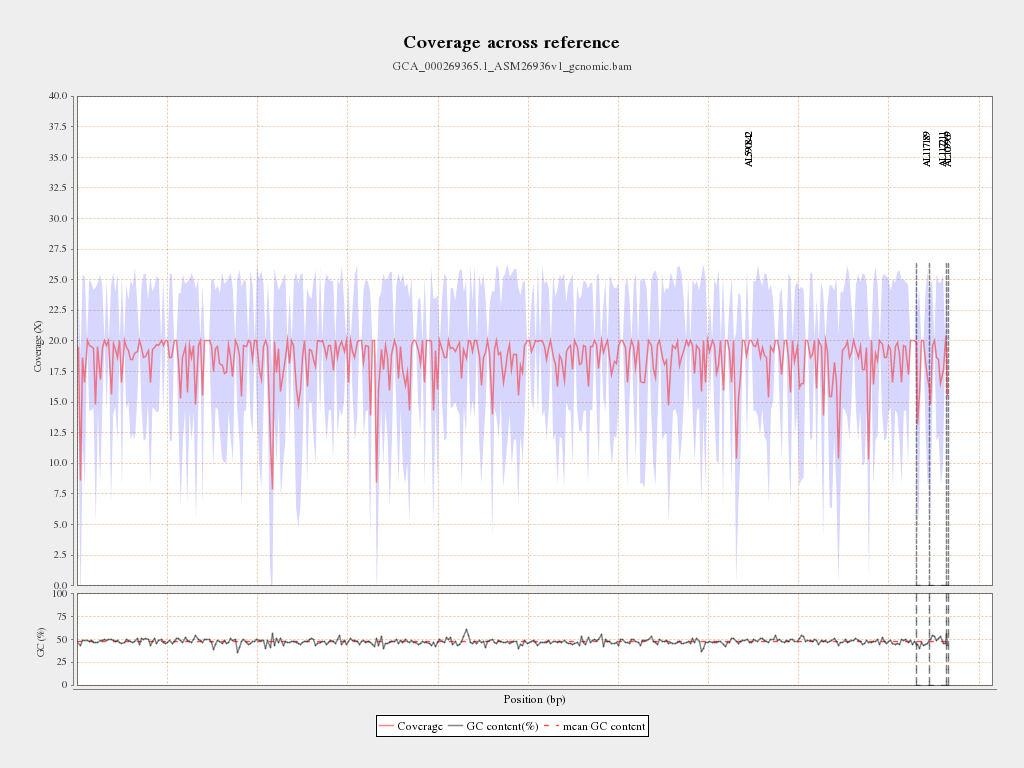 Coverage across reference
GCA_000269365.1_ASM26936v1_genomic.bam
40.0
37.5
35.0
32.5
30.0
27.5
25.0
22.5
20.0
17.5
15.0
12.5
10.0
7.5
5.0
2.5
0.0
Coverage (X)
AL590842
AL117189
AL117211
AL109969
100
75
50
25
0
GC (%)
Position (bp)
Coverage GC content(%) mean GC content